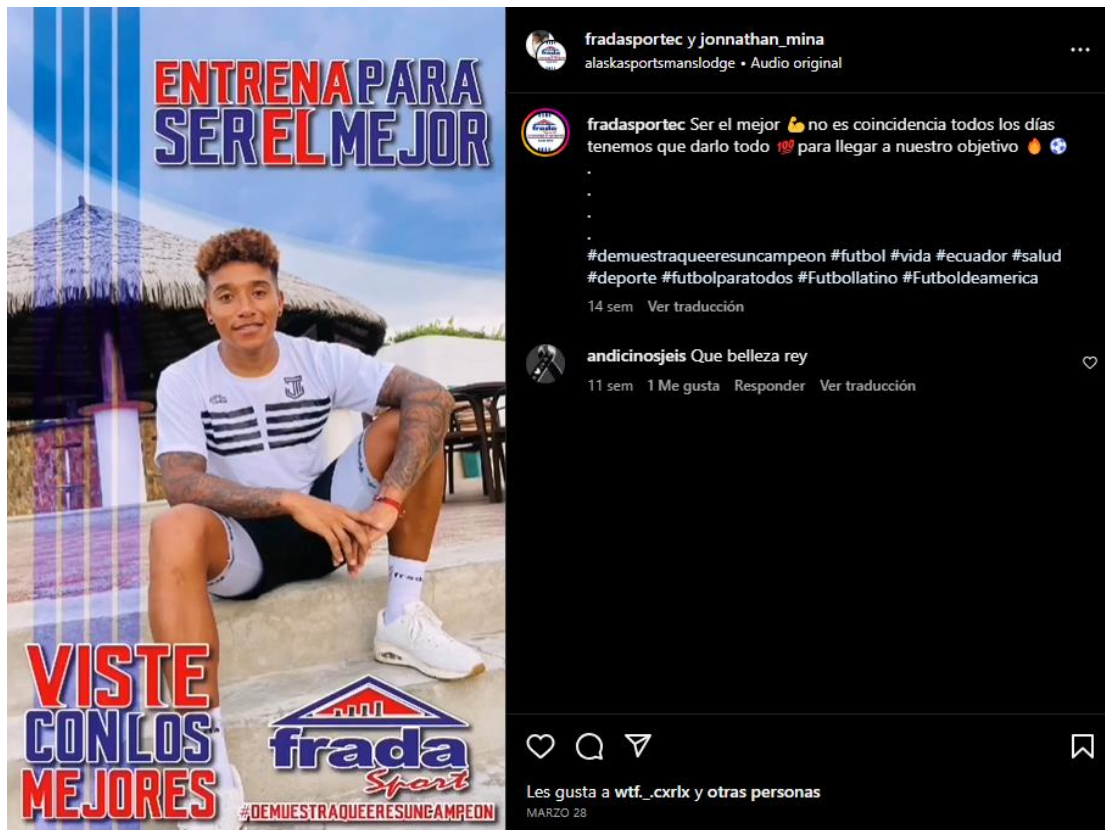 ENTRENA PARA
SER EL MEJOR
frada
VISTE
CON LOS
MEJORES
frada
Sport
#DEMUESTRAQUEERESUNCAMPEON
fradasportec y jonnathan_mina
alaskasportsmanslodge • Audio original
fradasportec Ser el mejor 💪 no es coincidencia todos los días
tenemos que darlo todo 💯 para llegar a nuestro objetivo 🔥 ⚽
.
.
.
.
#demuestraqueeresuncampeon #futbol #vida #ecuador #salud
#deporte #futbolparatodos #Futbollatino #Futboldeamerica
14 sem Ver traducción
andicinosjeis Que belleza rey
11 sem 1 Me gusta Responder Ver traducción
Les gusta a wtf._.cxrlx y otras personas
MARZO 28